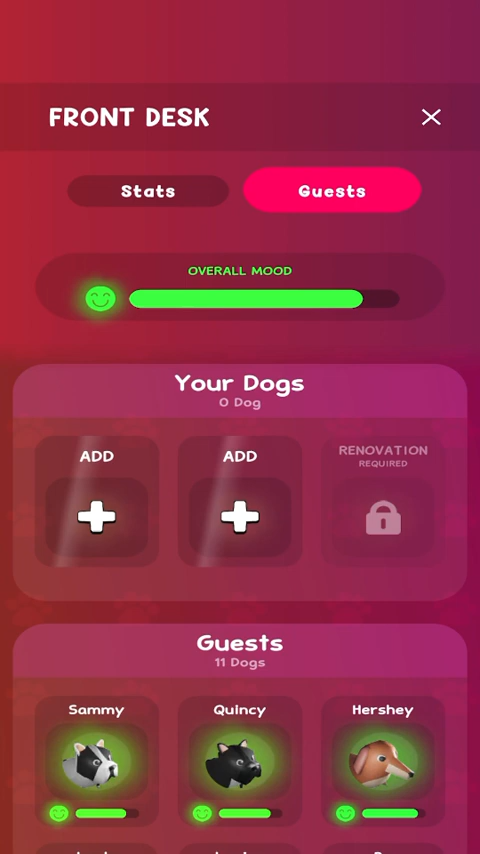 FRONT DESK
Stats
Guests
OVERALL MOOD
Your Dogs
0 Dog
ADD
ADD
RENOVATION
REQUIRED
Guests
11 Dogs
Sammy
Quincy
Hershey